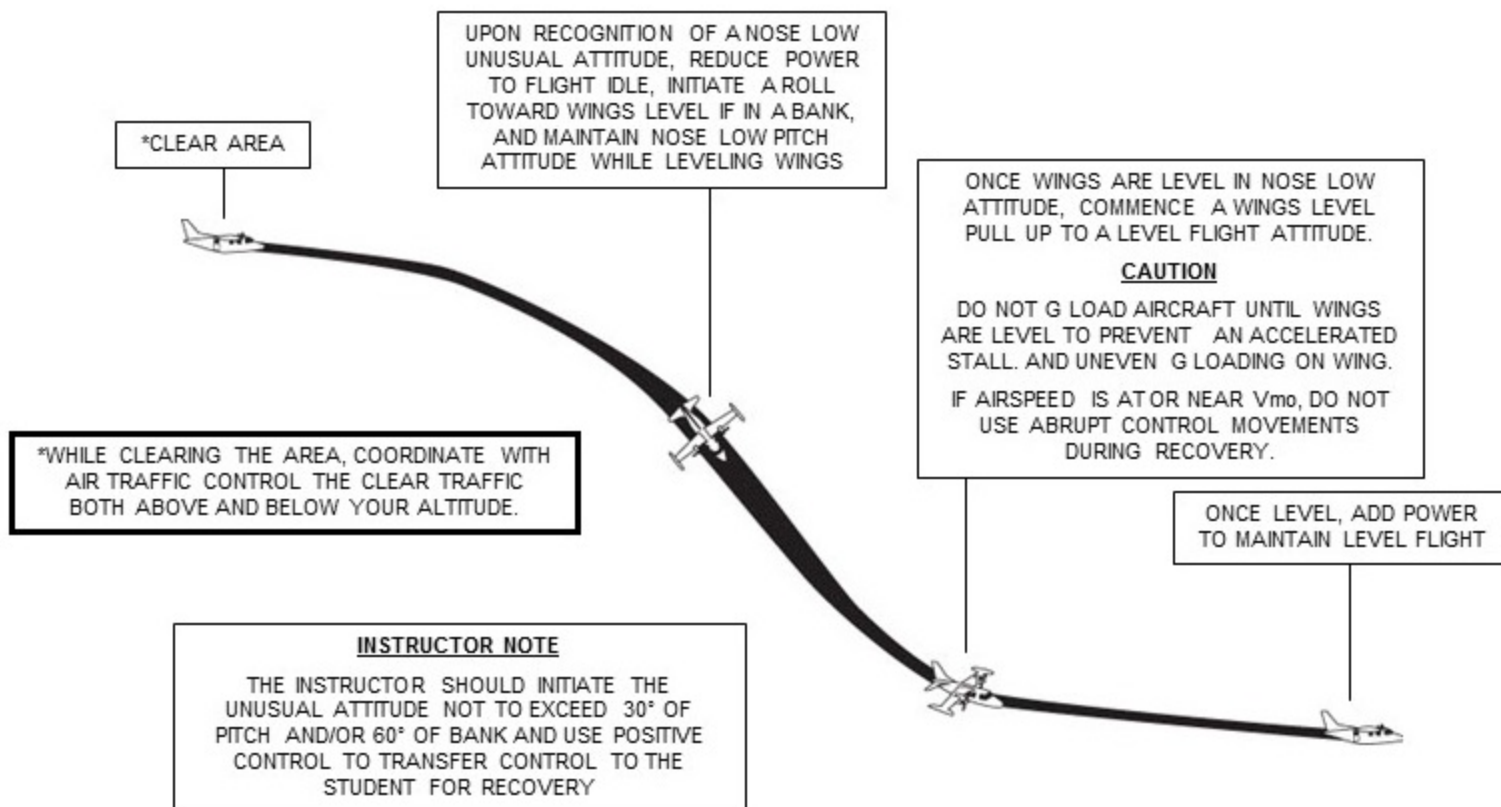 *CLEAR AREA
UPON RECOGNITION OF A NOSE LOW
UNUSUAL ATTITUDE, REDUCE POWER
TO FLIGHT IDLE, INITIATE A ROLL
TOWARD WINGS LEVEL IF IN A BANK,
AND MAINTAIN NOSE LOW PITCH
ATTITUDE WHILE LEVELING WINGS
ONCE WINGS ARE LEVEL IN NOSE LOW
ATTITUDE, COMMENCE A WINGS LEVEL
PULL UP TO A LEVEL FLIGHT ATTITUDE.
CAUTION
DO NOT G LOAD AIRCRAFT UNTIL WINGS
ARE LEVEL TO PREVENT AN ACCELERATED
STALL. AND UNEVEN G LOADING ON WING.
IF AIRSPEED IS AT OR NEAR Vmo, DO NOT
USE ABRUPT CONTROL MOVEMENTS
DURING RECOVERY.
*WHILE CLEARING THE AREA, COORDINATE WITH
AIR TRAFFIC CONTROL THE CLEAR TRAFFIC
BOTH ABOVE AND BELOW YOUR ALTITUDE.
ONCE LEVEL, ADD POWER
TO MAINTAIN LEVEL FLIGHT
INSTRUCTOR NOTE
THE INSTRUCTOR SHOULD INITIATE THE
UNUSUAL ATTITUDE NOT TO EXCEED 30° OF
PITCH AND/OR 60° OF BANK AND USE POSITIVE
CONTROL TO TRANSFER CONTROL TO THE
STUDENT FOR RECOVERY